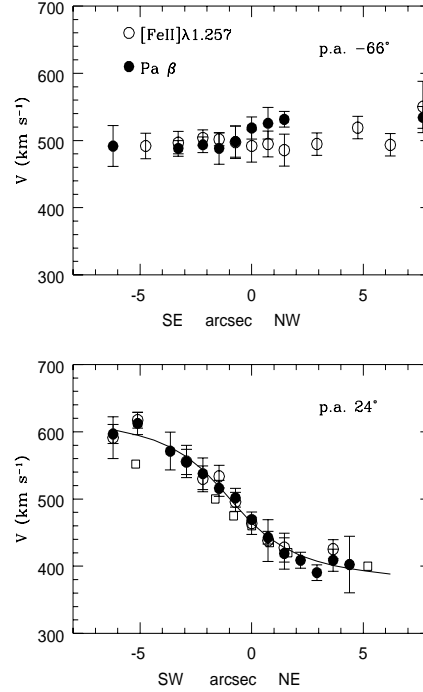 [FeII]λ1.257
Pa β
p.a. −66°
700
600
500
400
300
V (km s⁻¹)
-5 0 5
SE arcsec NW
p.a. 24°
700
600
500
400
300
V (km s⁻¹)
-5 0 5
SW arcsec NE